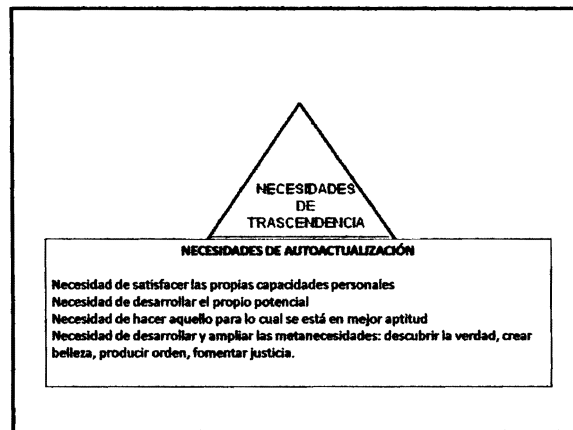 NECESIDADES
DE
TRASCENDENCIA
NECESIDADES DE AUTOACTUALIZACIÓN
Necesidad de satisfacer las propias capacidades personales
Necesidad de desarrollar el propio potencial
Necesidad de hacer aquello para lo cual se está en mejor aptitud
Necesidad de desarrollar y ampliar las metanecesidades: descubrir la verdad, crear
belleza, producir orden, fomentar justicia.